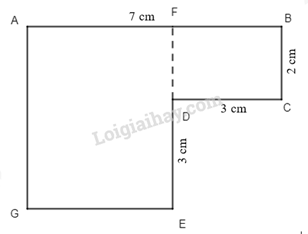 A 7 cm F B
2 cm
D 3 cm C
3 cm
G E
Loigiaihay.com